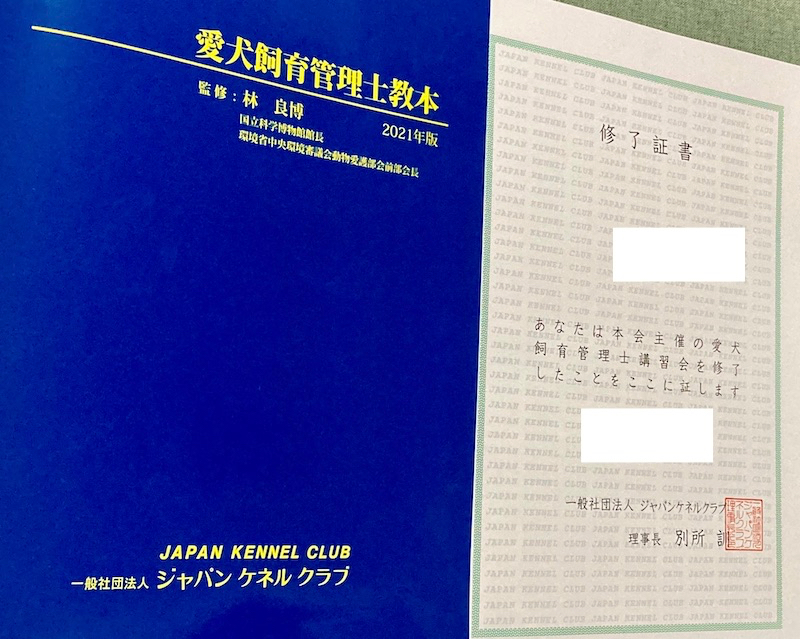 愛犬飼育管理士教本
監修:林 良博
2021年版
国立科学博物館館長
環境省中央環境審議会動物愛護部会前部会長
JAPAN KENNEL CLUB
一般社団法人 ジャパン ケネル クラブ
修了証書
あなたは本会主催の愛犬
飼育管理士講習会を修了
したことをここに証します
一般社団法人 ジャパンケネルクラブ
理事長 別所 訓